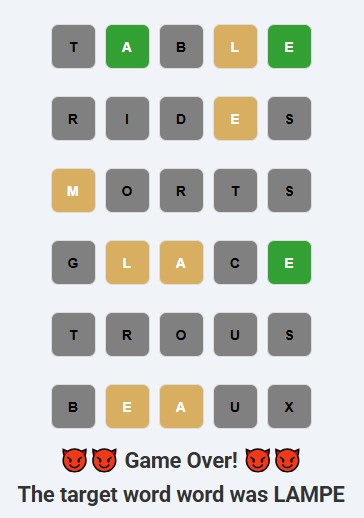 T A B L E
R I D E S
M O R T S
G L A C E
T R O U S
B E A U X
😈 😈 Game Over! 😈 😈
The target word word was LAMPE